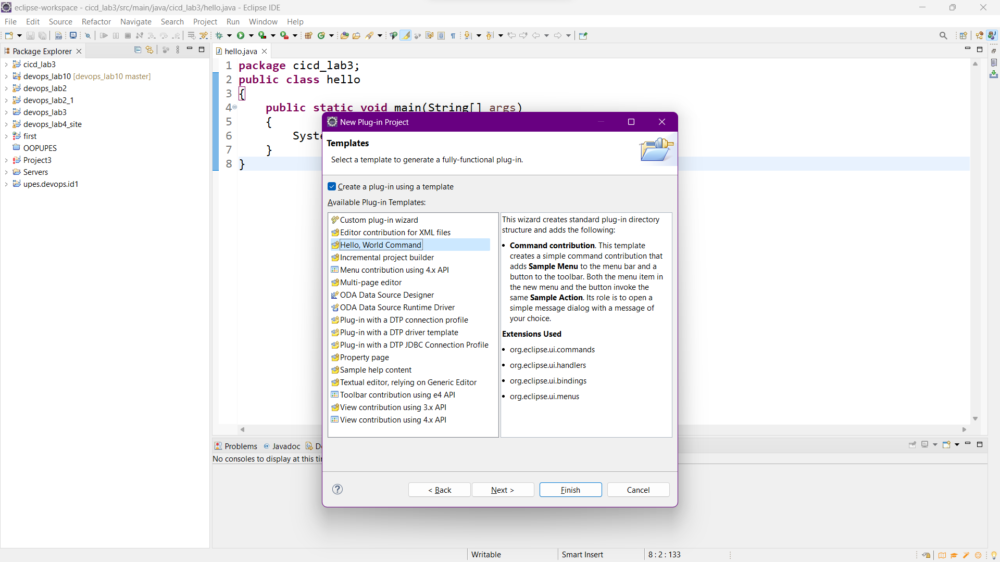 eclipse-workspace - cicd_lab3/src/main/java/cicd_lab3/hello.java - Eclipse IDE
File Edit Source Refactor Navigate Search Project Run Window Help
Package Explorer
cicd_lab3
devops_lab10 [devops_lab10 master]
devops_lab2
devops_lab2_1
devops_lab3
devops_lab4_site
first
OOPUPES
Project3
Servers
upes.devops.id1
hello.java
1 package cicd_lab3;
2 public class hello
3 {
4 public static void main(String[] args)
5 {
6 Syste
7 }
8 }
New Plug-in Project
Templates
Select a template to generate a fully-functional plug-in.
Create a plug-in using a template
Available Plug-in Templates:
Custom plug-in wizard
Editor contribution for XML files
Hello, World Command
Incremental project builder
Menu contribution using 4.x API
Multi-page editor
ODA Data Source Designer
ODA Data Source Runtime Driver
Plug-in with a DTP connection profile
Plug-in with a DTP driver template
Plug-in with a DTP JDBC Connection Profile
Property page
Sample help content
Textual editor, relying on Generic Editor
Toolbar contribution using e4 API
View contribution using 3.x API
View contribution using 4.x API
This wizard creates standard plug-in directory
structure and adds the following:
• Command contribution. This template
creates a simple command contribution that
adds Sample Menu to the menu bar and a
button to the toolbar. Both the menu item in
the new menu and the button invoke the
same Sample Action. Its role is to open a
simple message dialog with a message of
your choice.
Extensions Used
• org.eclipse.ui.commands
• org.eclipse.ui.handlers
• org.eclipse.ui.bindings
• org.eclipse.ui.menus
< Back Next > Finish Cancel
Problems @ Javadoc D
No consoles to display at this ti
Writable Smart Insert 8 : 2 : 133